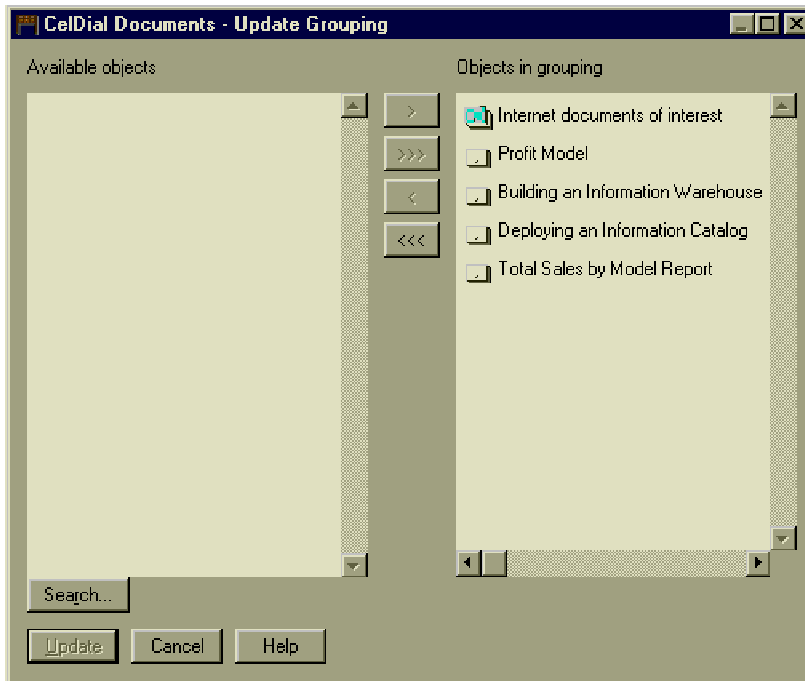 CelDial Documents - Update Grouping
Available objects
Objects in grouping
>
>>>
<
<<<
Internet documents of interest
Profit Model
Building an Information Warehouse
Deploying an Information Catalog
Total Sales by Model Report
Search...
Update
Cancel
Help